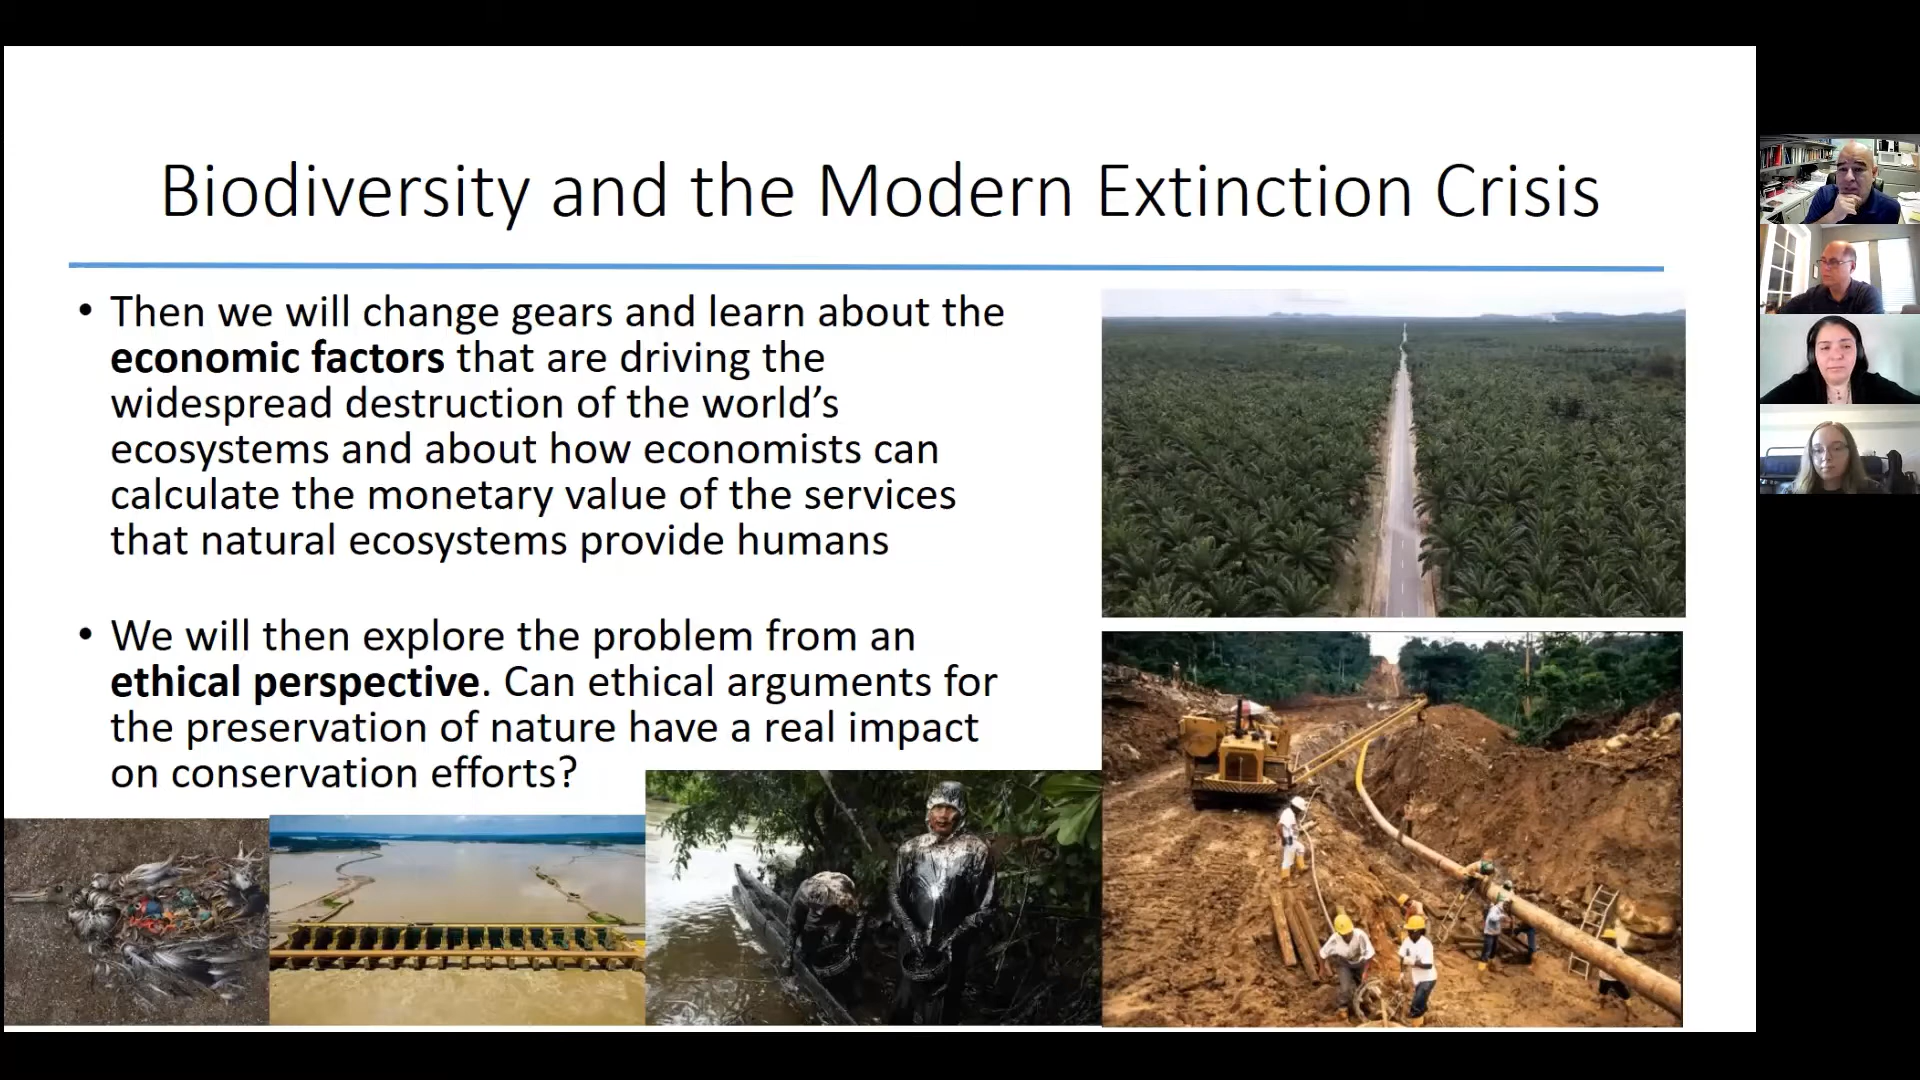 Biodiversity and the Modern Extinction Crisis
• Then we will change gears and learn about the
economic factors that are driving the
widespread destruction of the world’s
ecosystems and about how economists can
calculate the monetary value of the services
that natural ecosystems provide humans
• We will then explore the problem from an
ethical perspective. Can ethical arguments for
the preservation of nature have a real impact
on conservation efforts?